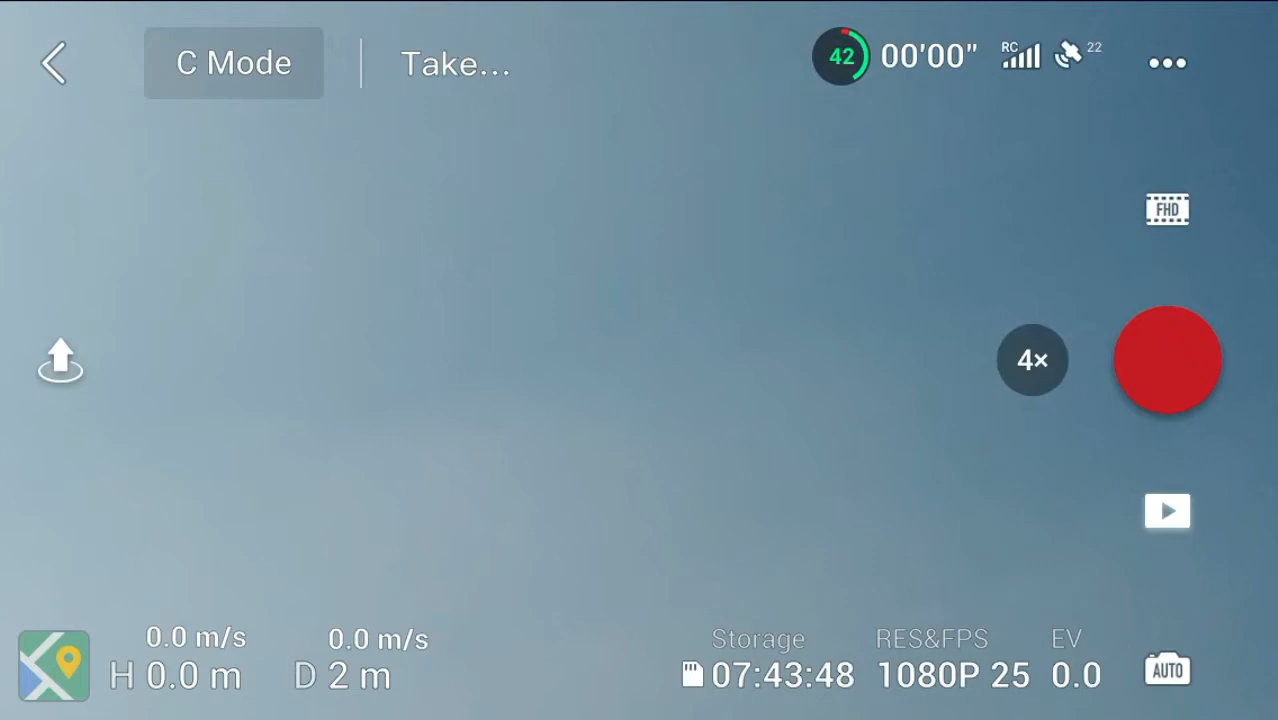 C Mode
Take...
42
00'00"
RC
22
FHD
4×
0.0 m/s
0.0 m/s
H 0.0 m
D 2 m
Storage
RES&FPS
EV
07:43:48
1080P 25
0.0
AUTO